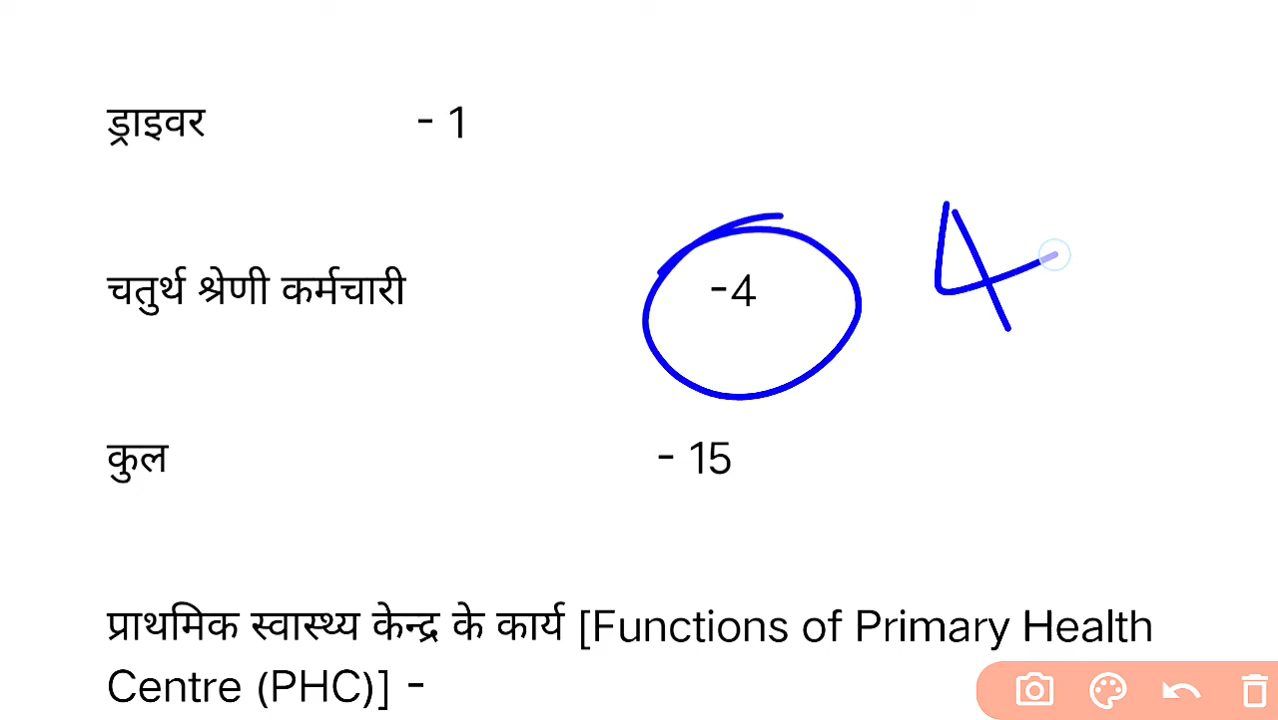 ड्राइवर - 1
चतुर्थ श्रेणी कर्मचारी -4 4
कुल - 15
प्राथमिक स्वास्थ्य केन्द्र के कार्य [Functions of Primary Health
Centre (PHC)] -